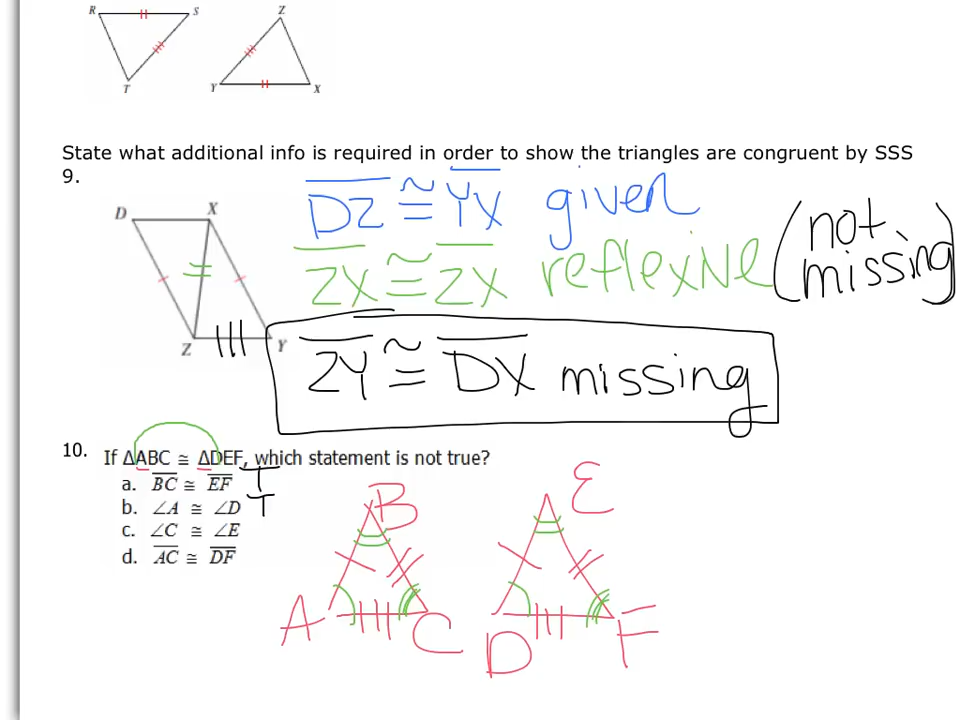 R S Z
T Y X
State what additional info is required in order to show the triangles are congruent by SSS
9.
D X
Z Y
DZ ≅ YX given
ZX ≅ ZX reflexive (not missing)
ZY ≅ DX missing
10. If ΔABC ≅ ΔDEF, which statement is not true?
a. BC ≅ EF T
b. ∠A ≅ ∠D T
c. ∠C ≅ ∠E
d. AC ≅ DF
B E
A C D F